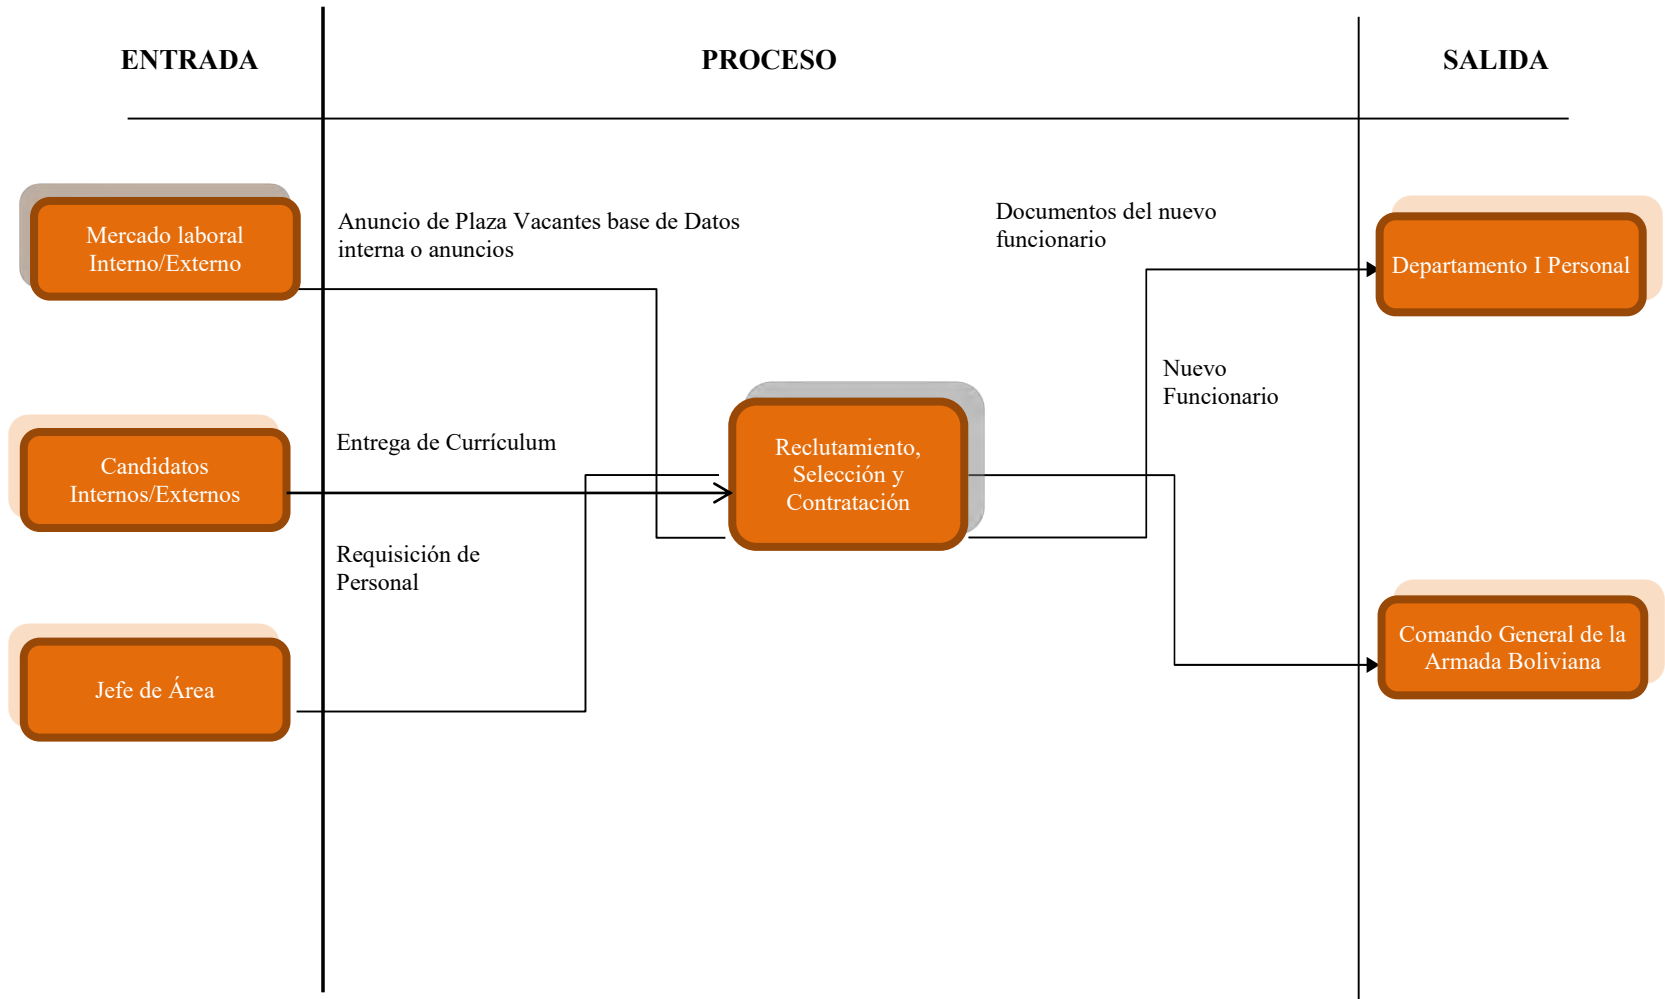 ENTRADA
PROCESO
SALIDA
Mercado laboral
Interno/Externo
Anuncio de Plaza Vacantes base de Datos
interna o anuncios
Documentos del nuevo
funcionario
Departamento I Personal
Nuevo
Funcionario
Candidatos
Internos/Externos
Entrega de Currículum
Reclutamiento,
Selección y
Contratación
Requisición de
Personal
Jefe de Área
Comando General de la
Armada Boliviana